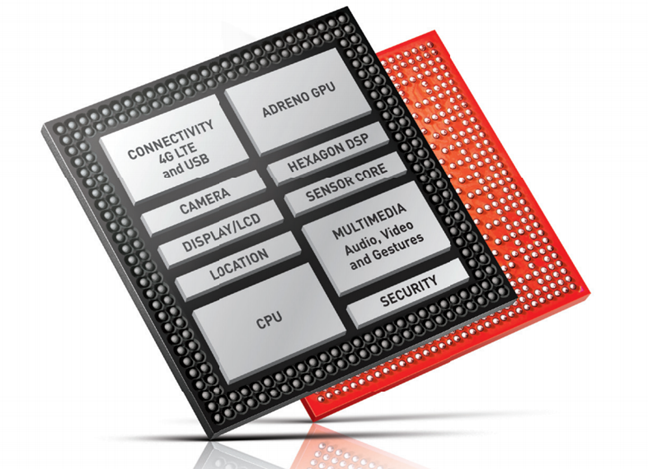 CONNECTIVITY
4G LTE
and USB
CAMERA
DISPLAY/LCD
LOCATION
CPU
ADRENO GPU
HEXAGON DSP
SENSOR CORE
MULTIMEDIA
Audio, Video
and Gestures
SECURITY